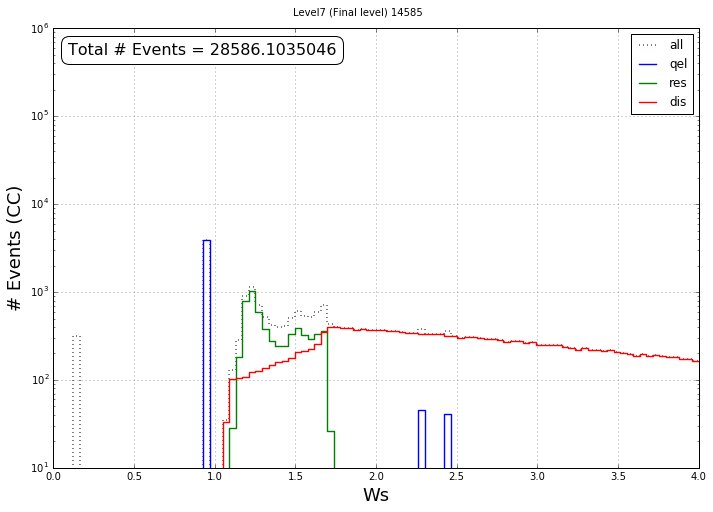 Level7 (Final level) 14585
Total # Events = 28586.1035046
all
qel
res
dis
# Events (CC)
10^6
10^5
10^4
10^3
10^2
10^1
0.0 0.5 1.0 1.5 2.0 2.5 3.0 3.5 4.0
Ws